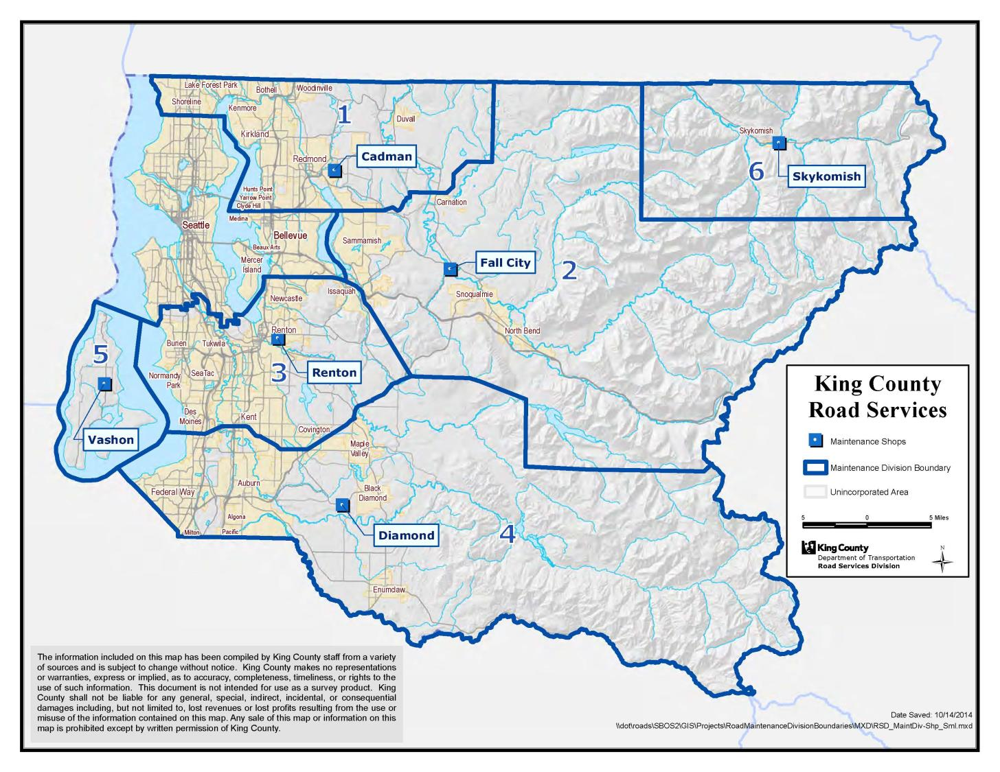 Lake Forest Park
Bothell
Woodinville
Shoreline
Kenmore
1
Duvall
Kirkland
Skykomish
Redmond
Cadman
6
Skykomish
Hunts Point
Yarrow Point
Clyde Hill
Carnation
Medina
Seattle
Bellevue
Sammamish
Beaux Arts
Mercer
Island
Fall City
2
Newcastle
Issaquah
Snoqualmie
Renton
North Bend
Burien
Tukwila
5
Renton
3
SeaTac
Normandy
Park
Des
Moines
Kent
Covington
Vashon
Maple
Valley
Federal Way
Auburn
Black
Diamond
Algona
Milton
Pacific
Diamond
4
Enumclaw
King County
Road Services
Maintenance Shops
Maintenance Division Boundary
Unincorporated Area
5 0 5 Miles
King County
N
Department of Transportation
Road Services Division
The information included on this map has been compiled by King County staff from a variety
of sources and is subject to change without notice. King County makes no representations
or warranties, express or implied, as to accuracy, completeness, timeliness, or rights to the
use of such information. This document is not intended for use as a survey product. King
County shall not be liable for any general, special, indirect, incidental, or consequential
damages including, but not limited to, lost revenues or lost profits resulting from the use or
misuse of the information contained on this map. Any sale of this map or information on this
map is prohibited except by written permission of King County.
Date Saved: 10/14/2014
\\dot\roads\SBOS2\GIS\Projects\RoadMaintenanceDivisionBoundaries\MXD\RSD_MaintDiv-Shp_Sml.mxd